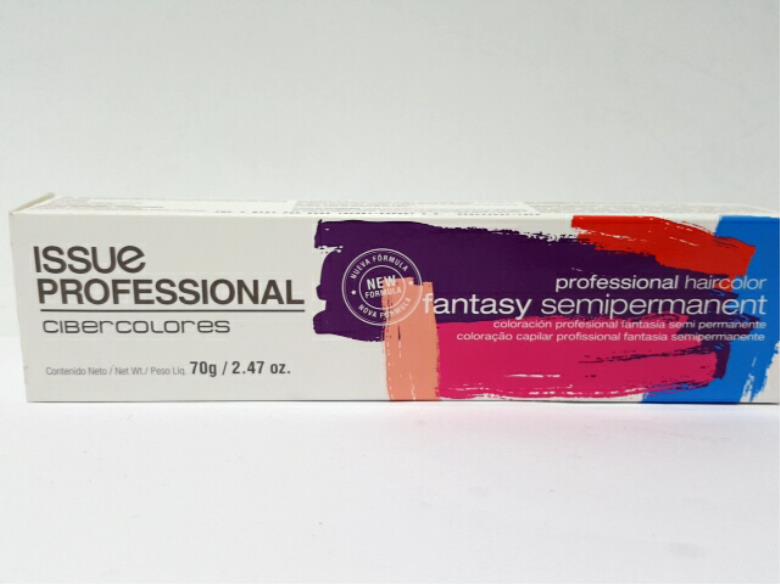 ISSUE
PROFESSIONAL
CIBERCOLORES
Contenido Neto / Net Wt./ Peso Líq. 70g / 2.47 oz.
NUEVA FÓRMULA
NEW
FORMULA
NOVA FÓRMULA
professional haircolor
fantasy semipermanent
coloración profesional fantasía semi permanente
coloração capilar profissional fantasia semipermanente